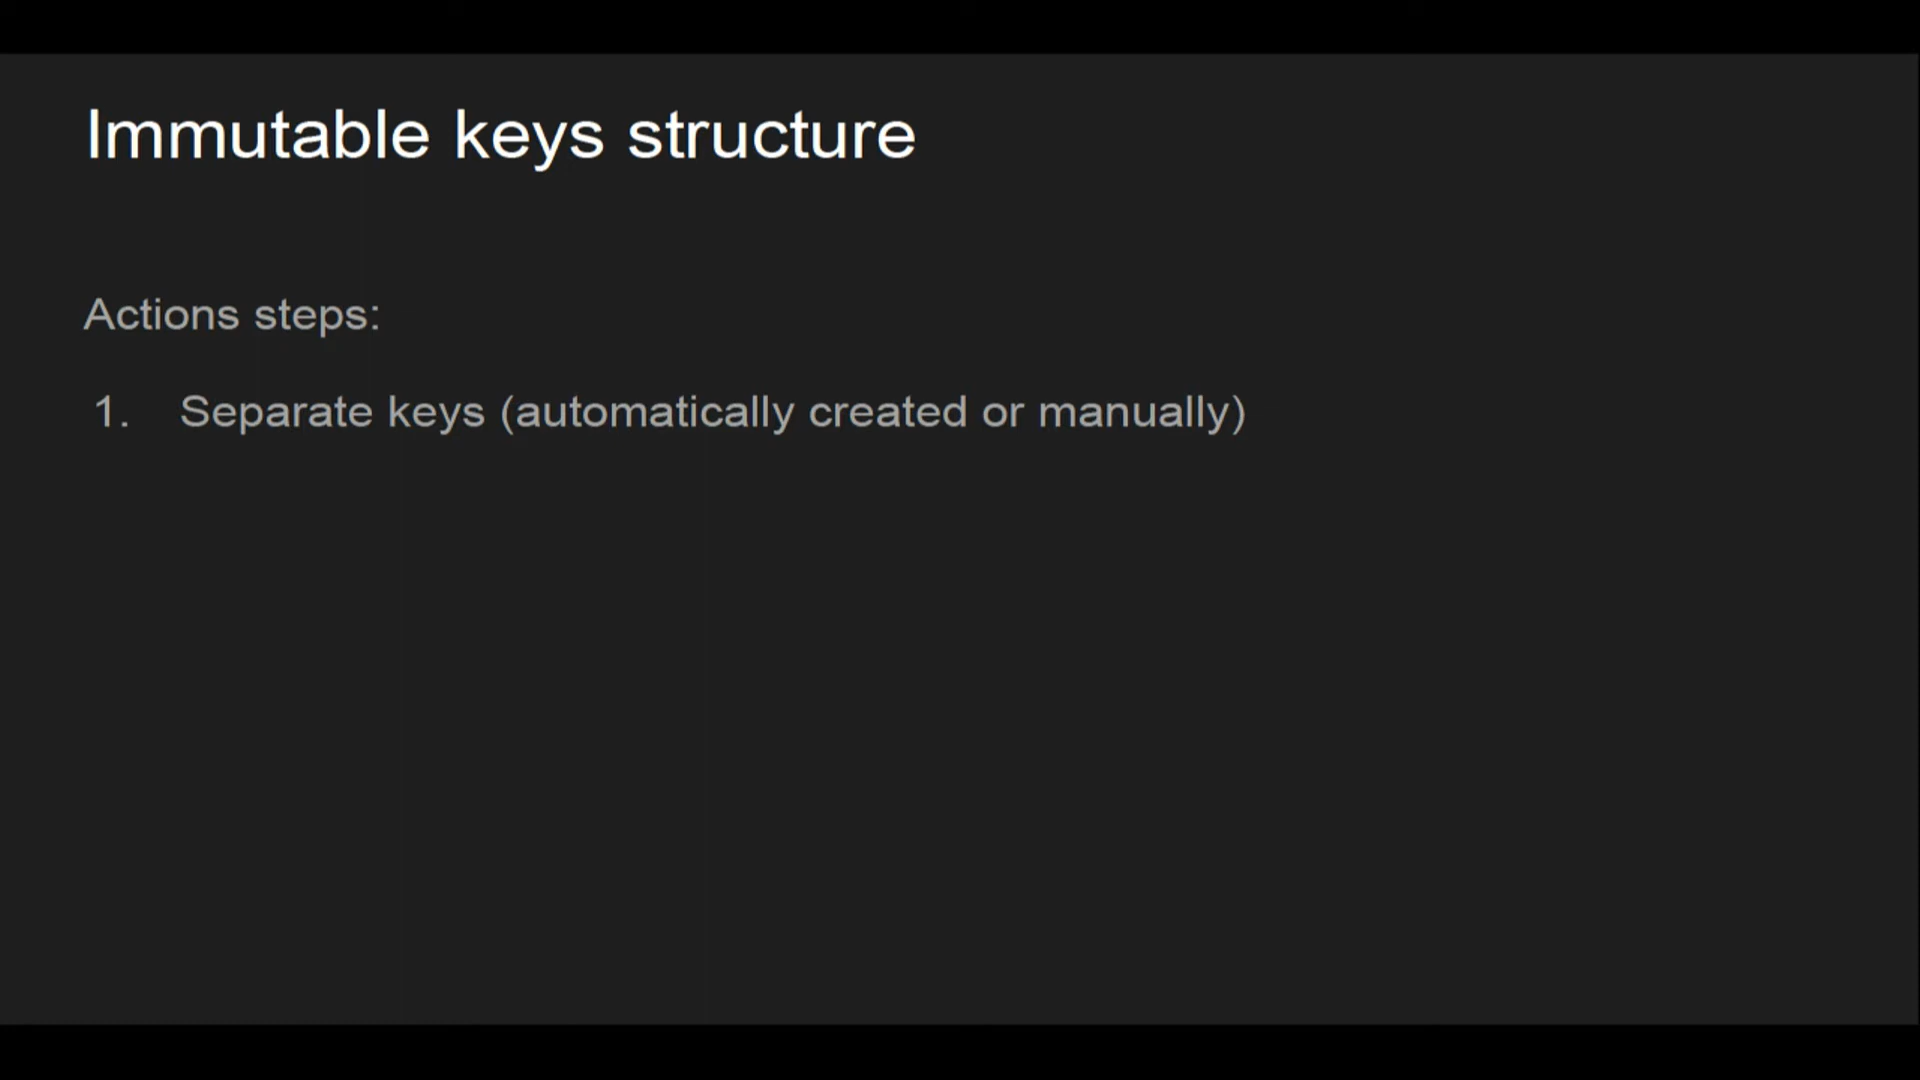 Immutable keys structure
Actions steps:
1. Separate keys (automatically created or manually)